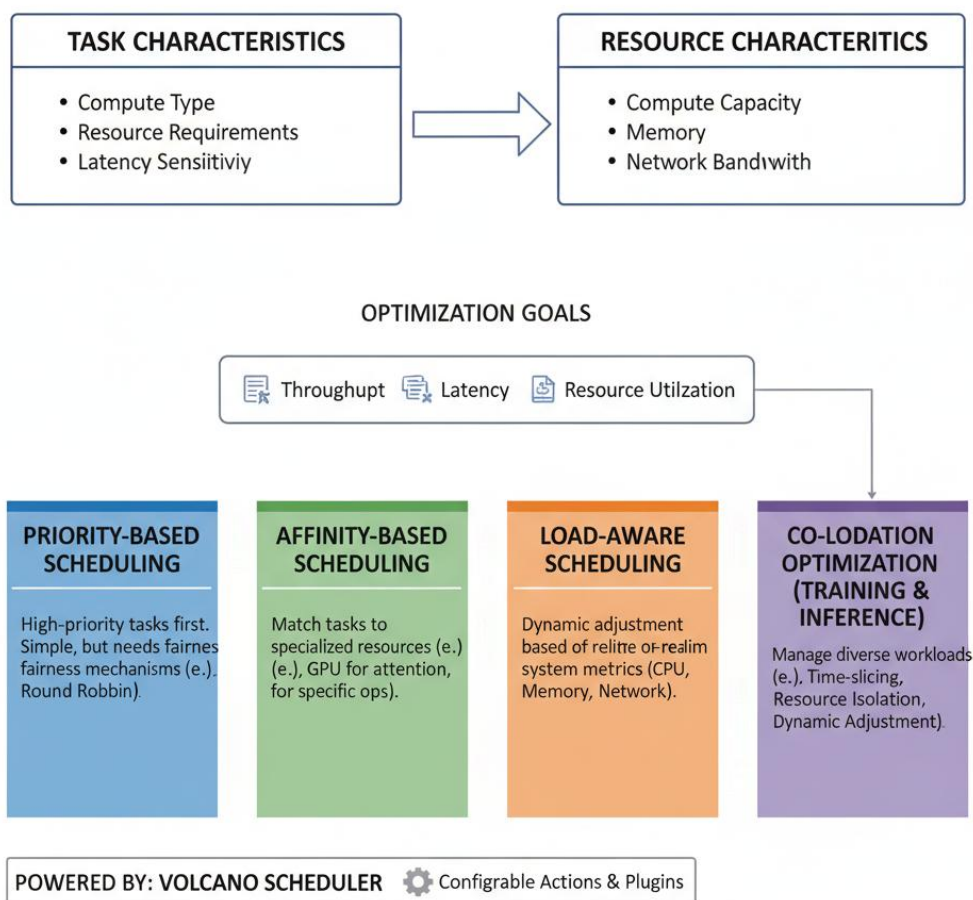 TASK CHARACTERISTICS
• Compute Type
• Resource Requirements
• Latency Sensiitiviy
RESOURCE CHARACTERITICS
• Compute Capacity
• Memory
• Network Bandwith
OPTIMIZATION GOALS
Throughupt Latency Resource Utilzation
PRIORITY-BASED
SCHEDULING
High-priority tasks first.
Simple, but needs fairnes
fairness mechanisms (e.).
Round Robbin).
AFFINITY-BASED
SCHEDULING
Match tasks to
specialized resources (e.)
(e.), GPU for attention,
for specific ops).
LOAD-AWARE
SCHEDULING
Dynamic adjustment
based of
system metrics (CPU,
Memory, Network).
CO-LODATION
OPTIMIZATION
(TRAINING &
INFERENCE)
Manage diverse workloads
(e.), Time-slicing,
Resource Isolation,
Dynamic Adjustment).
POWERED BY: VOLCANO SCHEDULER Configrable Actions & Plugins